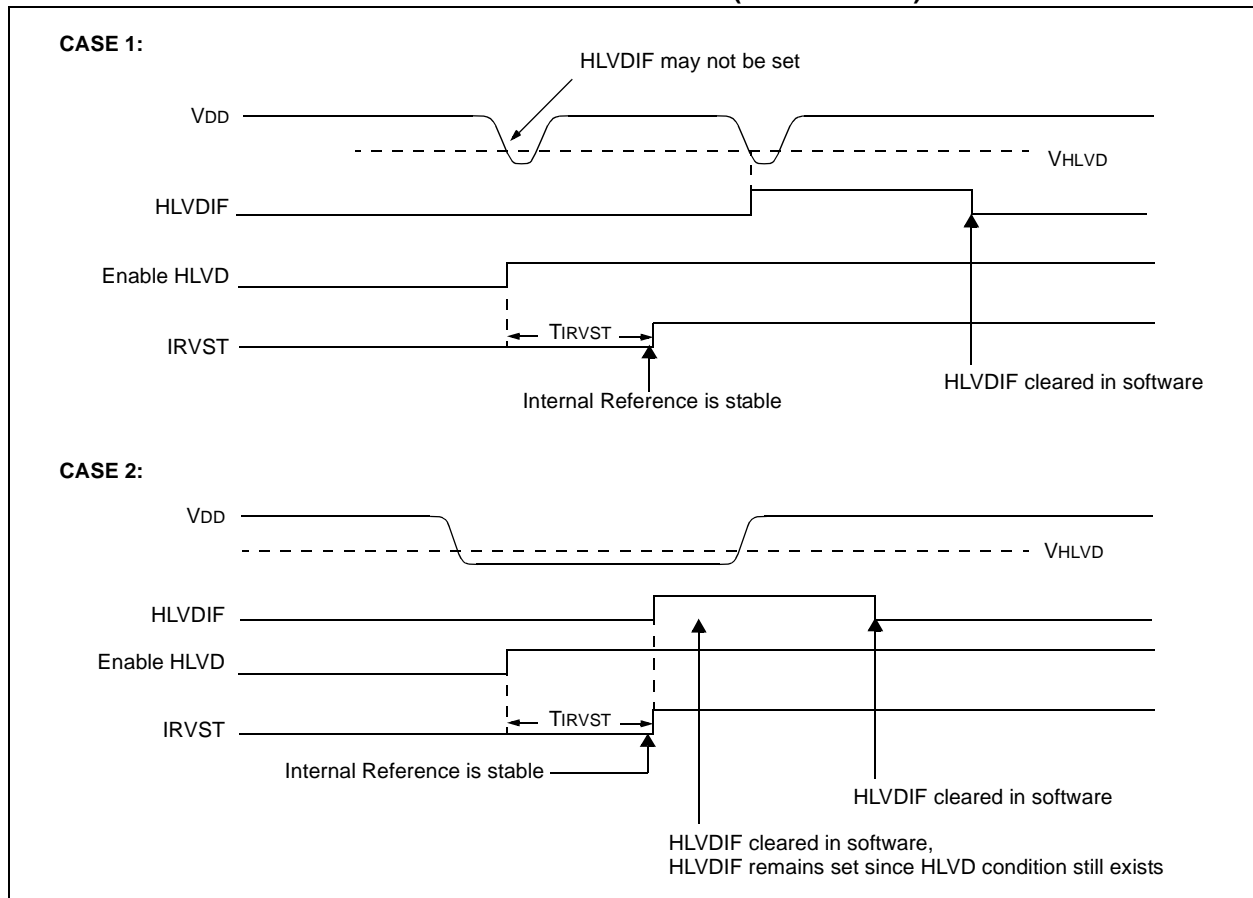 CASE 1:
HLVDIF may not be set
VDD
VHLVD
HLVDIF
Enable HLVD
TIRVST
IRVST
HLVDIF cleared in software
Internal Reference is stable
CASE 2:
VDD
VHLVD
HLVDIF
Enable HLVD
TIRVST
IRVST
Internal Reference is stable
HLVDIF cleared in software
HLVDIF cleared in software,
HLVDIF remains set since HLVD condition still exists